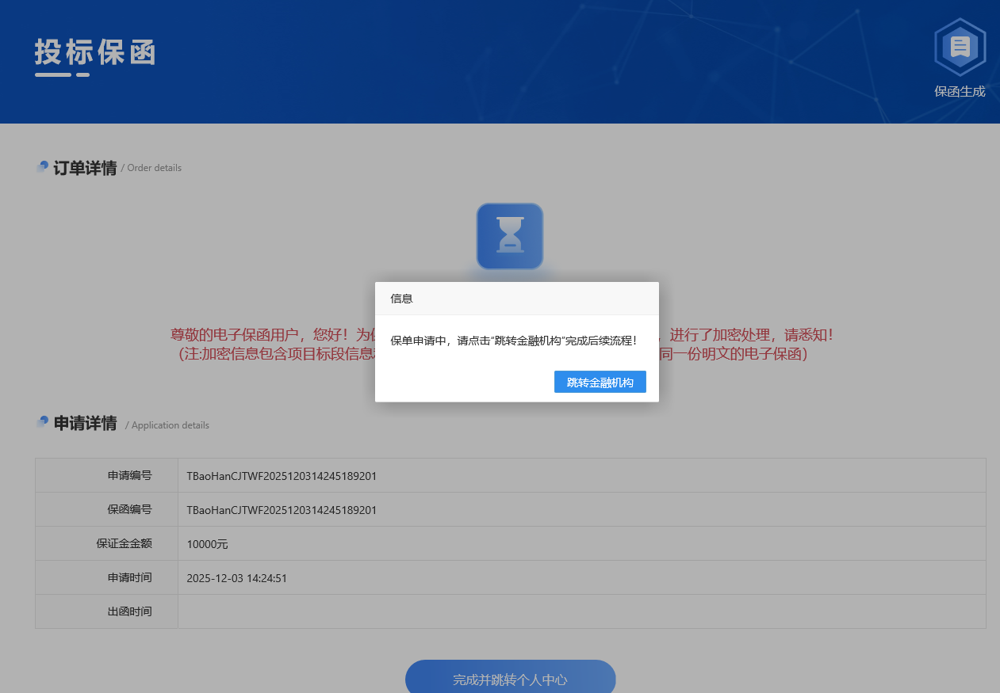 投标保函
保函生成
订单详情 / Order details
信息
尊敬的电子保函用户，您好！为
，进行了加密处理，请悉知！
保单申请中，请点击“跳转金融机构”完成后续流程！
(注:加密信息包含项目标段信息
同一份明文的电子保函)
跳转金融机构
申请详情 / Application details
申请编号 TBaoHanCJTWF2025120314245189201
保函编号 TBaoHanCJTWF2025120314245189201
保证金金额 10000元
申请时间 2025-12-03 14:24:51
出函时间
完成并跳转个人中心